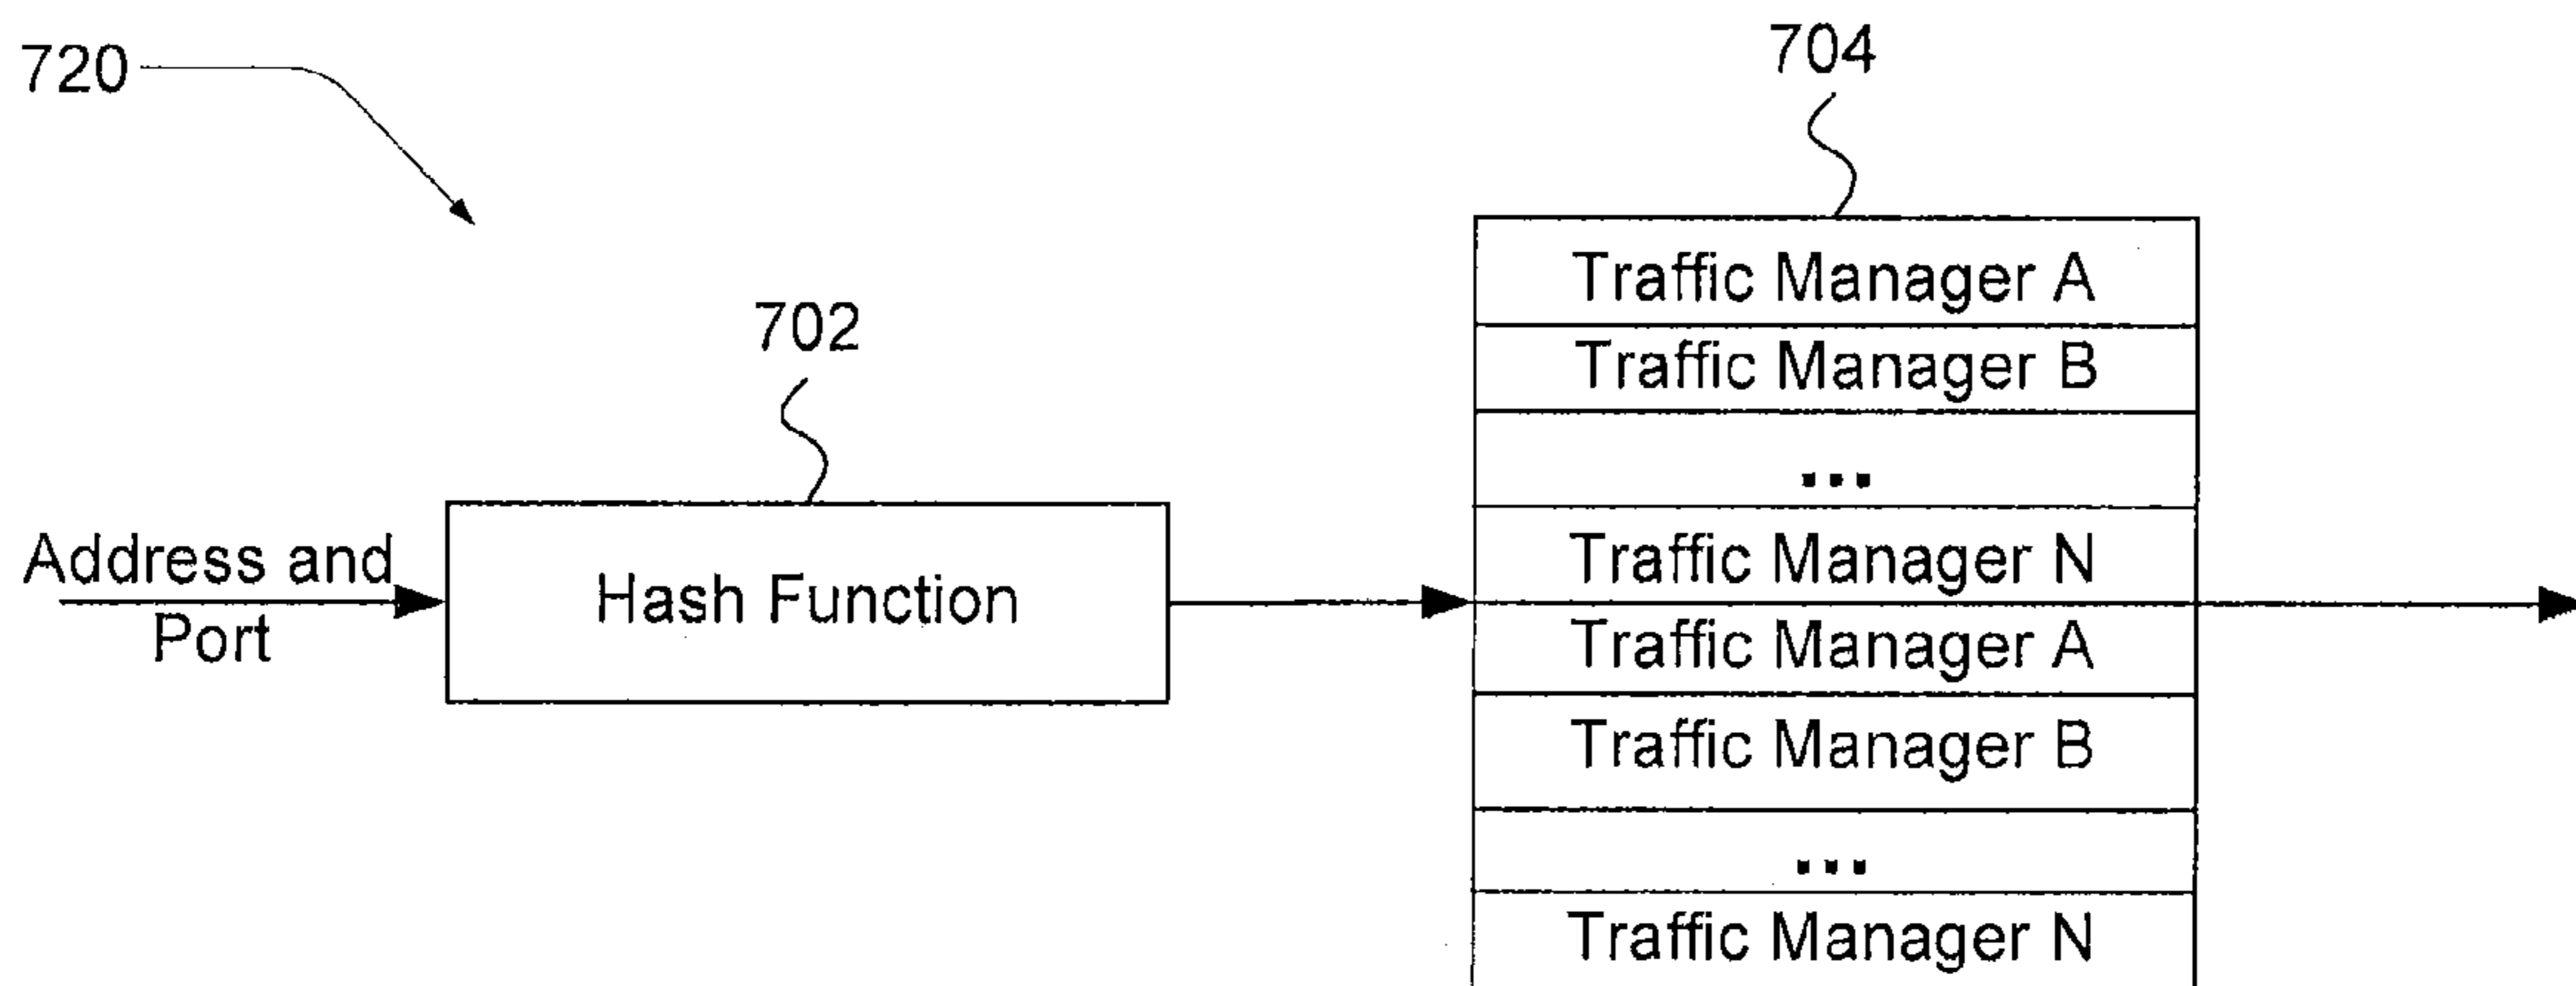 720
704
702
Address and
Port
Hash Function
Traffic Manager A
Traffic Manager B
...
Traffic Manager N
Traffic Manager A
Traffic Manager B
...
Traffic Manager N